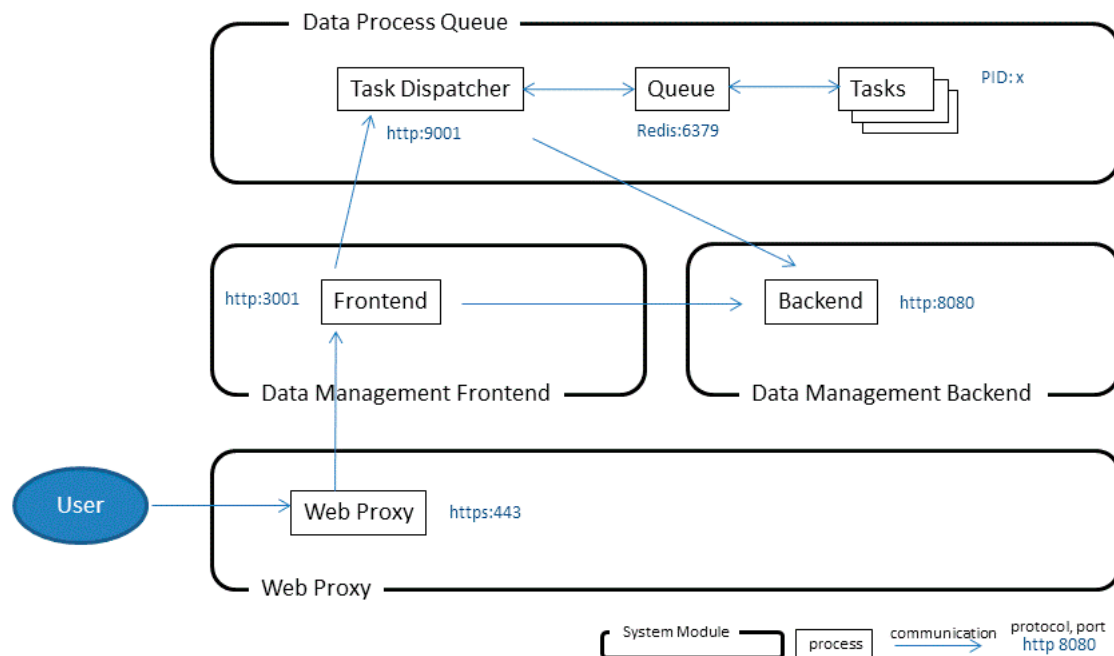 Data Process Queue
Task Dispatcher
Queue
Tasks
PID: x
http:9001
Redis:6379
http:3001
Frontend
Backend
http:8080
Data Management Frontend
Data Management Backend
User
Web Proxy
https:443
Web Proxy
System Module
process
communication
protocol, port
http 8080